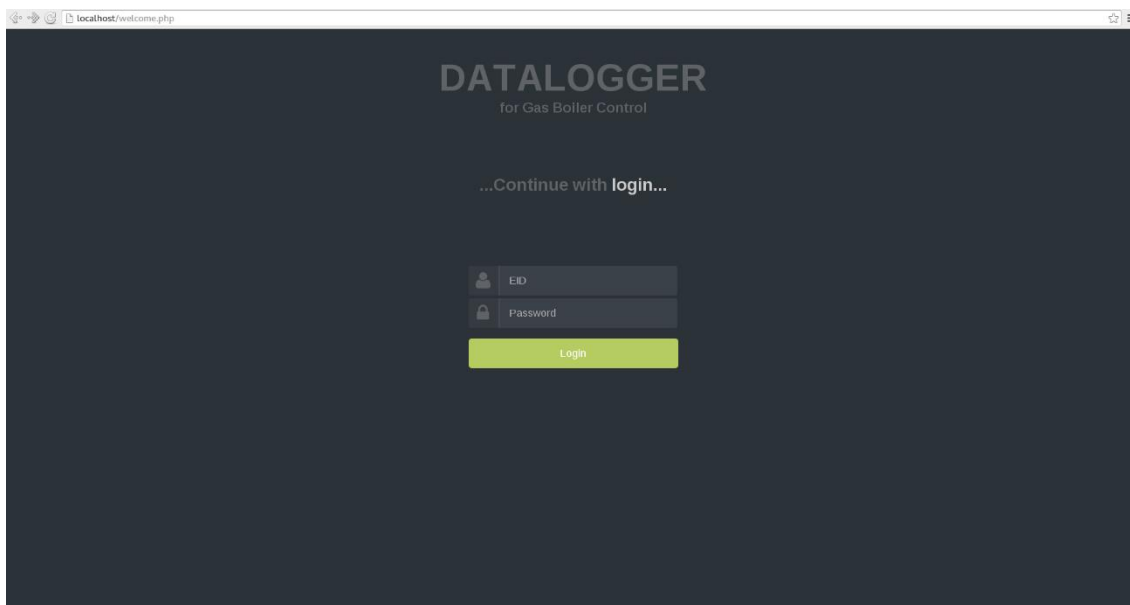 localhost/welcome.php
DATALOGGER
for Gas Boiler Control
...Continue with login...
EID
Password
Login